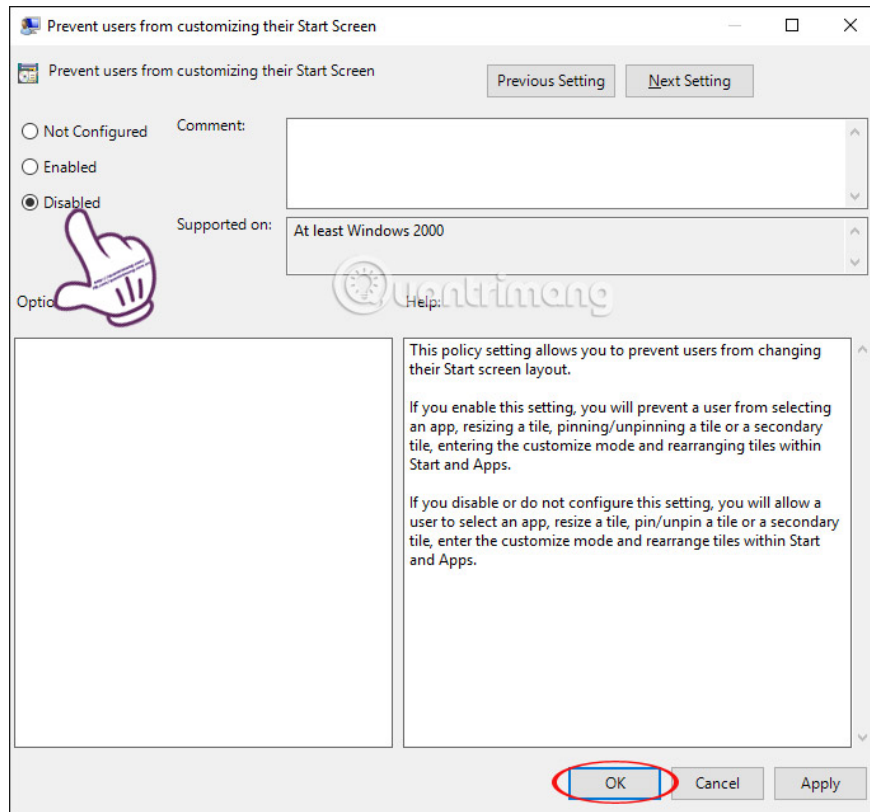 Prevent users from customizing their Start Screen
Prevent users from customizing their Start Screen
Previous Setting
Next Setting
Not Configured
Comment:
Enabled
Disabled
Supported on:
At least Windows 2000
Quantrimang
Help:
This policy setting allows you to prevent users from changing
their Start screen layout.
If you enable this setting, you will prevent a user from selecting
an app, resizing a tile, pinning/unpinning a tile or a secondary
tile, entering the customize mode and rearranging tiles within
Start and Apps.
If you disable or do not configure this setting, you will allow a
user to select an app, resize a tile, pin/unpin a tile or a secondary
tile, enter the customize mode and rearrange tiles within Start
and Apps.
OK
Cancel
Apply